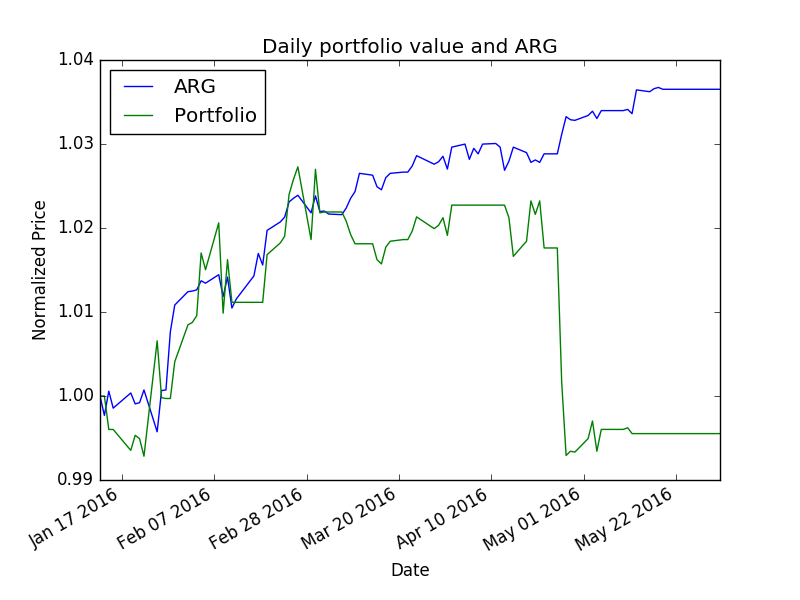 Daily portfolio value and ARG
1.04
1.03
1.02
1.01
1.00
0.99
Normalized Price
ARG
Portfolio
Jan 17 2016
Feb 07 2016
Feb 28 2016
Mar 20 2016
Apr 10 2016
May 01 2016
May 22 2016
Date